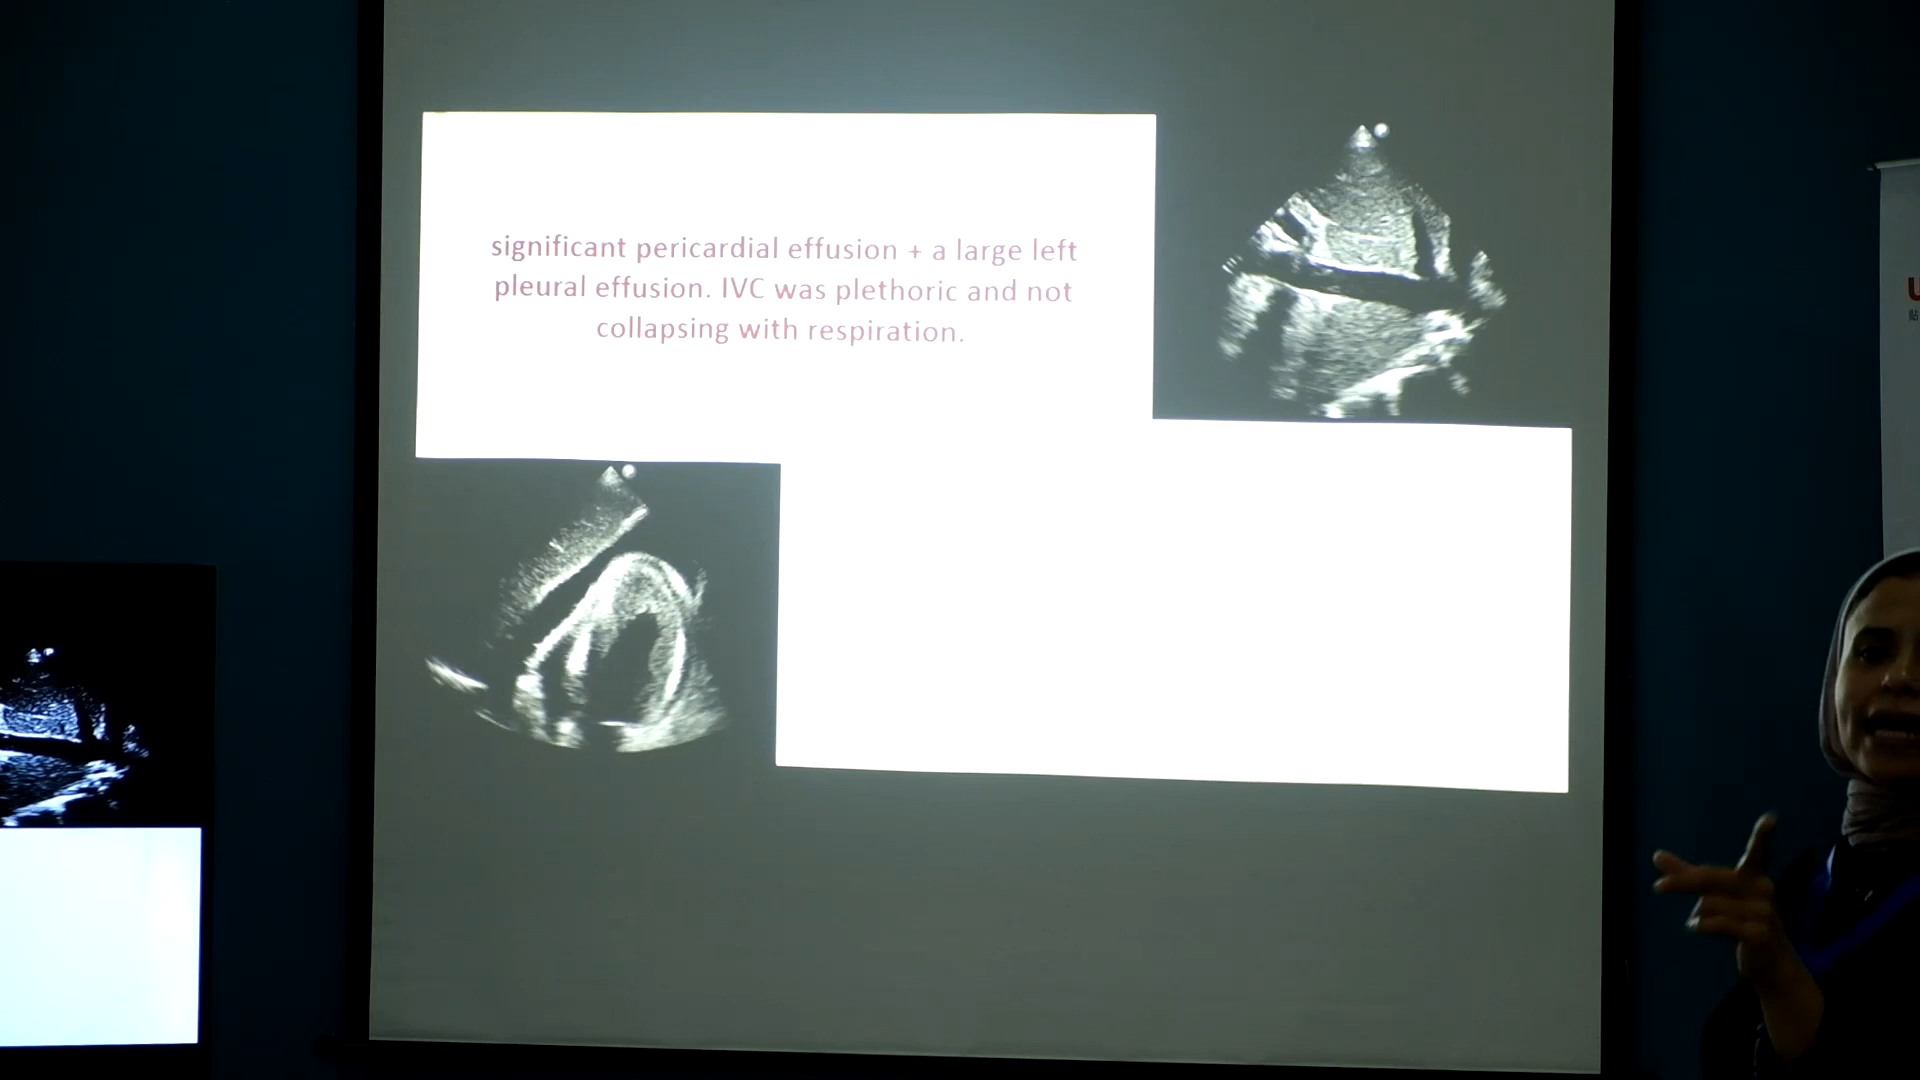 significant pericardial effusion + a large left
pleural effusion. IVC was plethoric and not
collapsing with respiration.